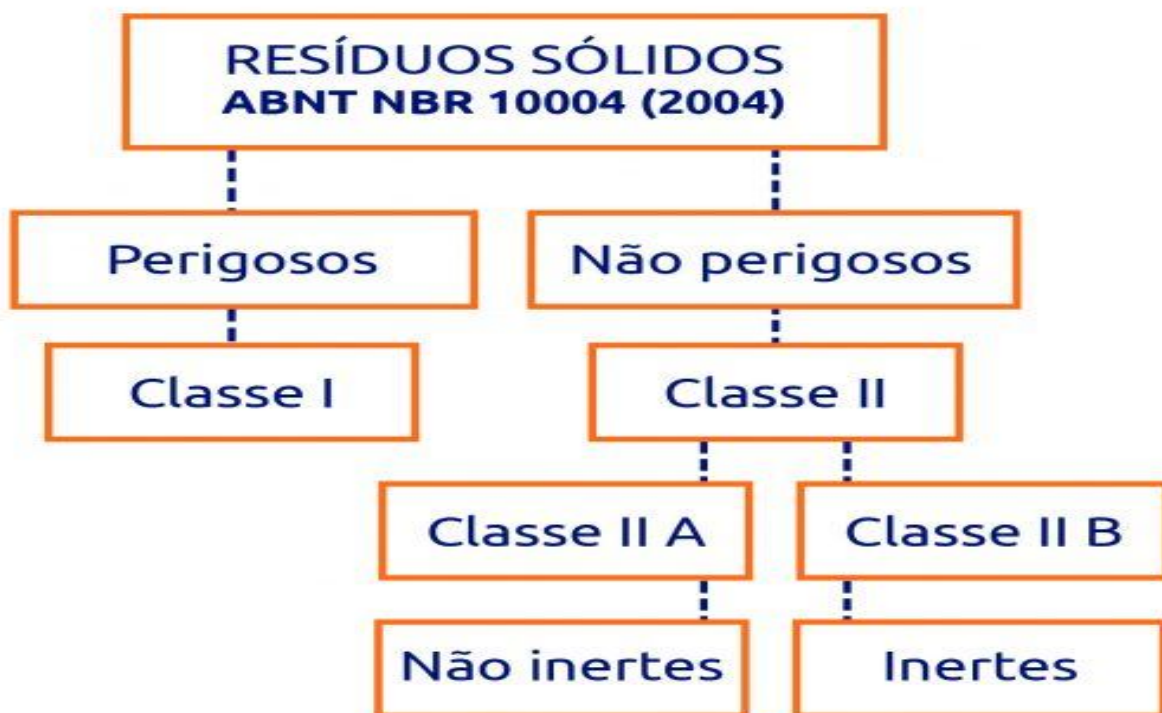 RESÍDUOS SÓLIDOS
ABNT NBR 10004 (2004)
Perigosos
Não perigosos
Classe I
Classe II
Classe II A
Classe II B
Não inertes
Inertes